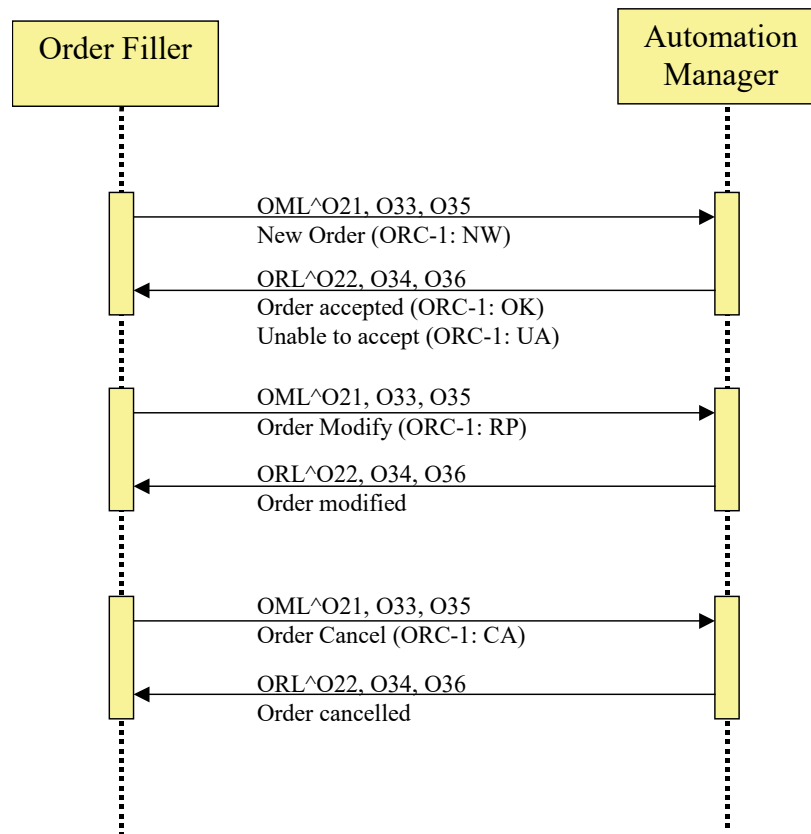 Order Filler
Automation
Manager
OML^O21, O33, O35
New Order (ORC-1: NW)
ORL^O22, O34, O36
Order accepted (ORC-1: OK)
Unable to accept (ORC-1: UA)
OML^O21, O33, O35
Order Modify (ORC-1: RP)
ORL^O22, O34, O36
Order modified
OML^O21, O33, O35
Order Cancel (ORC-1: CA)
ORL^O22, O34, O36
Order cancelled